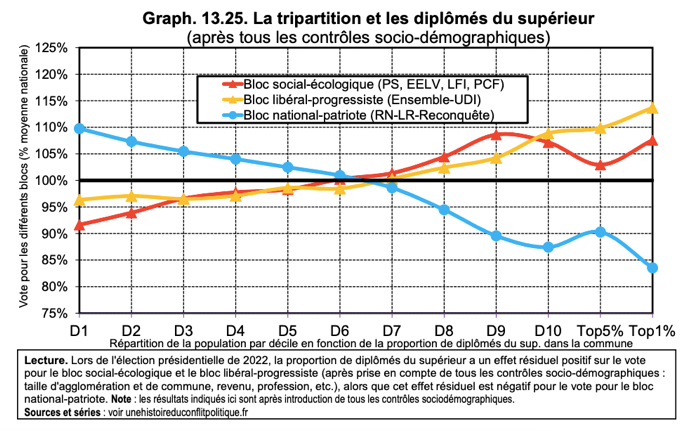 Graph. 13.25. La tripartition et les diplômés du supérieur
(après tous les contrôles socio-démographiques)
125%
120%
115%
110%
105%
100%
95%
90%
85%
80%
75%
Vote pour les différents blocs (% moyenne nationale)
Bloc social-écologique (PS, EELV, LFI, PCF)
Bloc libéral-progressiste (Ensemble-UDI)
Bloc national-patriote (RN-LR-Reconquête)
D1 D2 D3 D4 D5 D6 D7 D8 D9 D10 Top5% Top1%
Répartition de la population par décile en fonction de la proportion de diplômés du sup. dans la commune
Lecture. Lors de l'élection présidentielle de 2022, la proportion de diplômés du supérieur a un effet résiduel positif sur le vote
pour le bloc social-écologique et le bloc libéral-progressiste (après prise en compte de tous les contrôles socio-démographiques :
taille d'agglomération et de commune, revenu, profession, etc.), alors que cet effet résiduel est négatif pour le vote pour le bloc
national-patriote. Note : les résultats indiqués ici sont après introduction de tous les contrôles sociodémographiques.
Sources et séries : voir unehistoireduconflitpolitique.fr